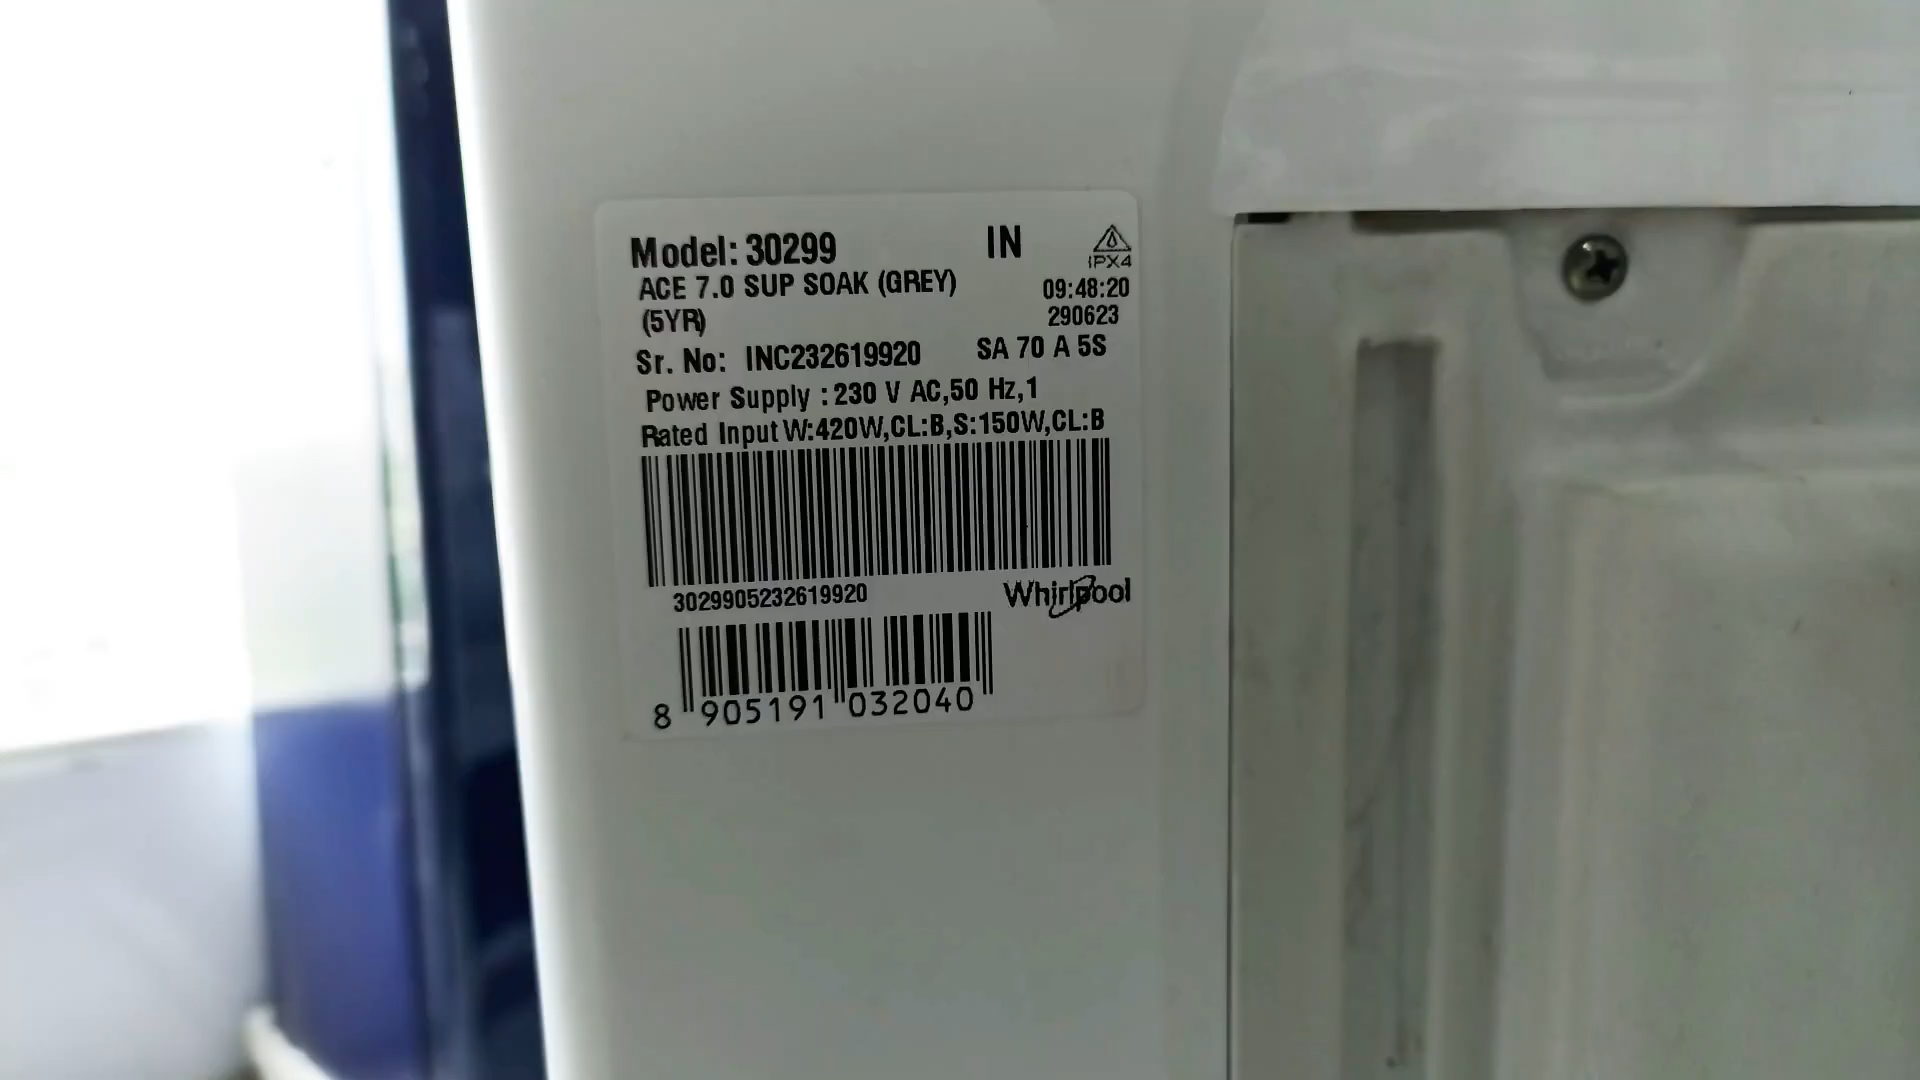 Model: 30299 IN
IPX4
ACE 7.0 SUP SOAK (GREY) 09:48:20
(5YR) 290623
Sr. No: INC232619920 SA 70 A 5S
Power Supply : 230 V AC,50 Hz,1
Rated Input W:420W,CL:B,S:150W,CL:B
3029905232619920 Whirlpool
8 905191 032040